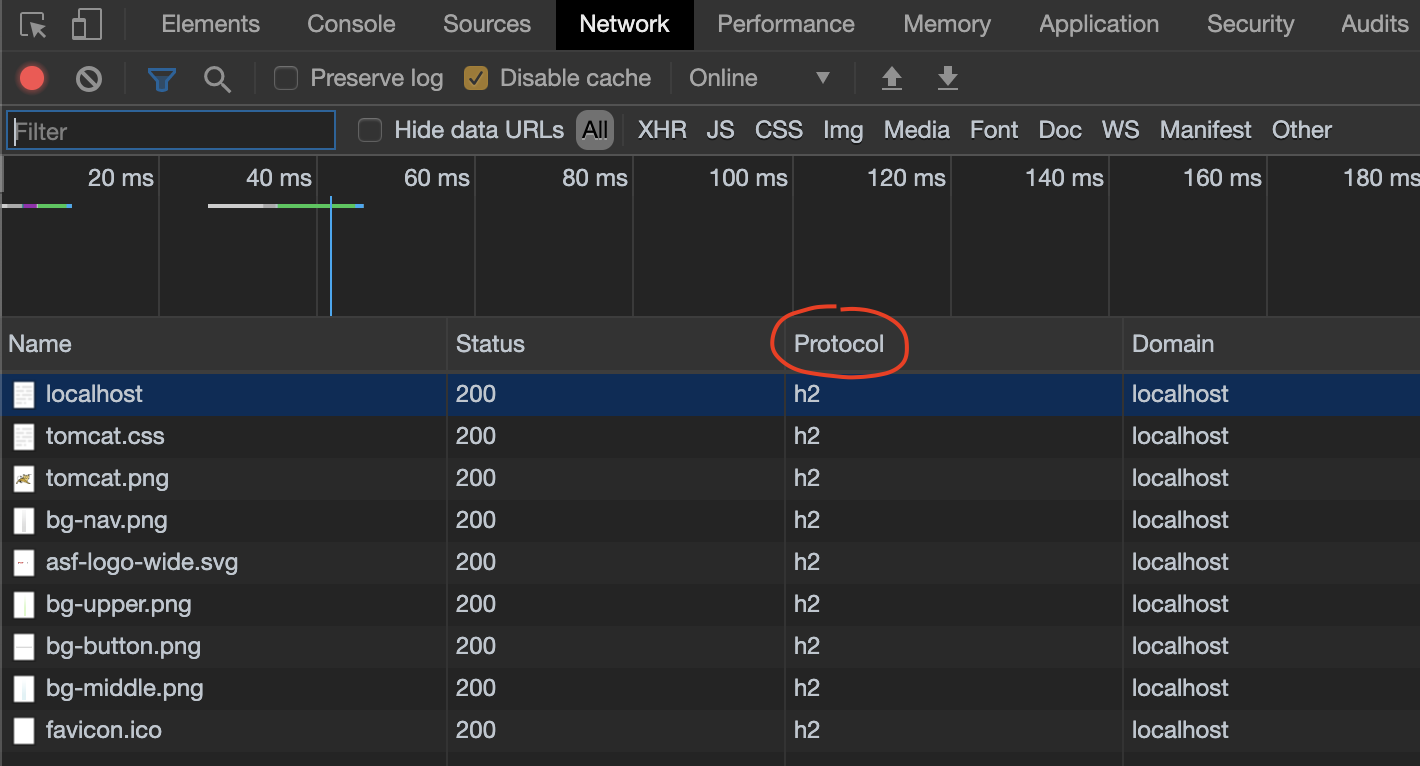 Elements Console Sources Network Performance Memory Application Security Audits
Preserve log Disable cache Online
Filter Hide data URLs All XHR JS CSS Img Media Font Doc WS Manifest Other
20 ms 40 ms 60 ms 80 ms 100 ms 120 ms 140 ms 160 ms 180 ms
Name Status Protocol Domain
localhost 200 h2 localhost
tomcat.css 200 h2 localhost
tomcat.png 200 h2 localhost
bg-nav.png 200 h2 localhost
asf-logo-wide.svg 200 h2 localhost
bg-upper.png 200 h2 localhost
bg-button.png 200 h2 localhost
bg-middle.png 200 h2 localhost
favicon.ico 200 h2 localhost